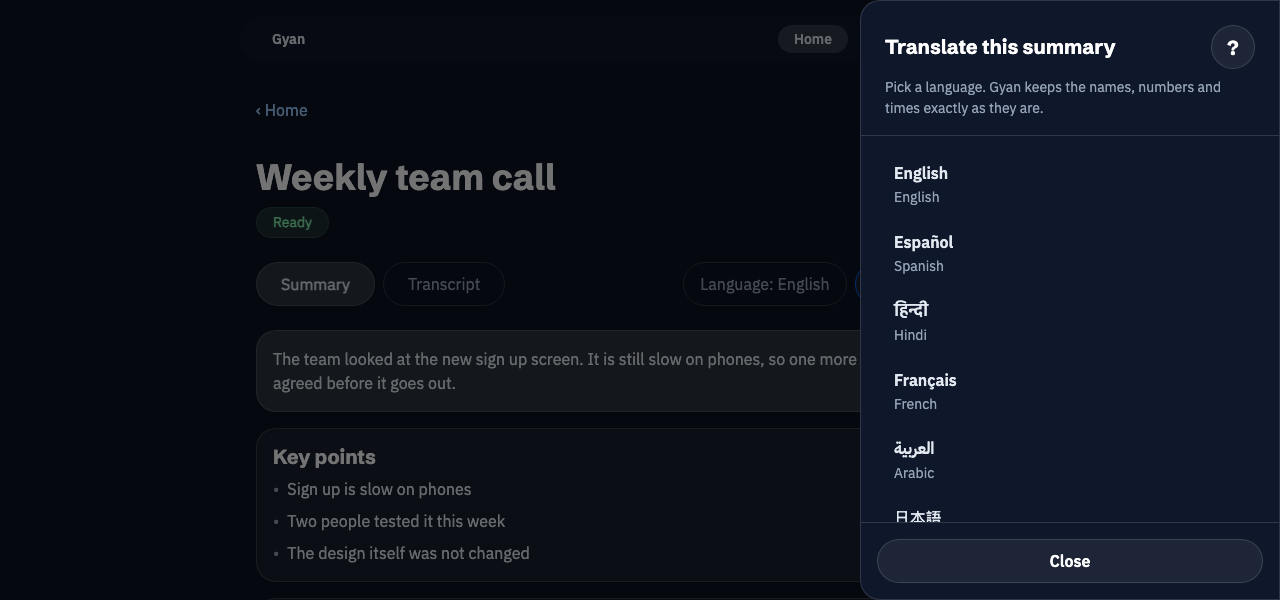 Gyan
Home
‹ Home
Weekly team call
Ready
Summary
Transcript
Language: English
The team looked at the new sign up screen. It is still slow on phones, so one more
agreed before it goes out.
Key points
• Sign up is slow on phones
• Two people tested it this week
• The design itself was not changed
Translate this summary
?
Pick a language. Gyan keeps the names, numbers and
times exactly as they are.
English
English
Español
Spanish
हिन्दी
Hindi
Français
French
العربية
Arabic
日本語
Close